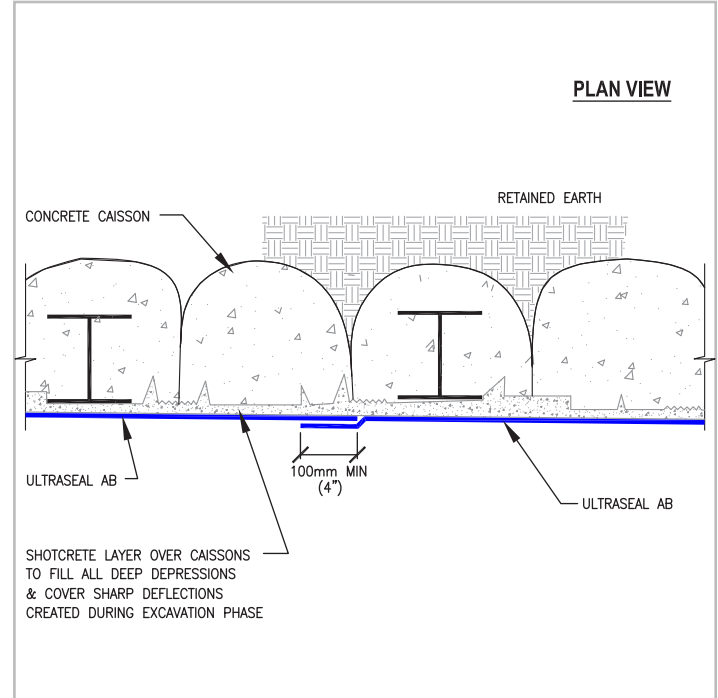 PLAN VIEW
RETAINED EARTH
CONCRETE CAISSON
100mm MIN
(4")
ULTRASEAL AB
ULTRASEAL AB
SHOTCRETE LAYER OVER CAISSONS
TO FILL ALL DEEP DEPRESSIONS
& COVER SHARP DEFLECTIONS
CREATED DURING EXCAVATION PHASE